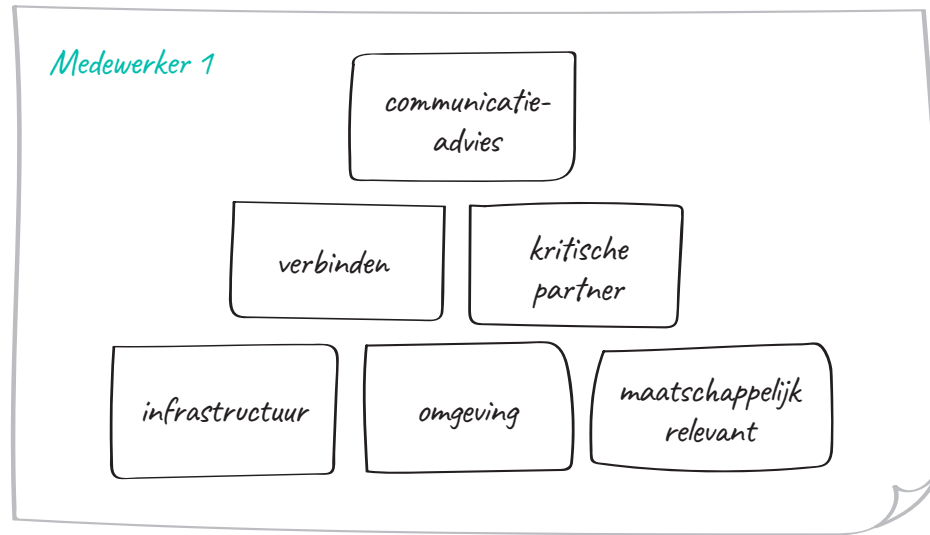 Medewerker 1
communicatie-
advies
verbinden
kritische
partner
infrastructuur
omgeving
maatschappelijk
relevant